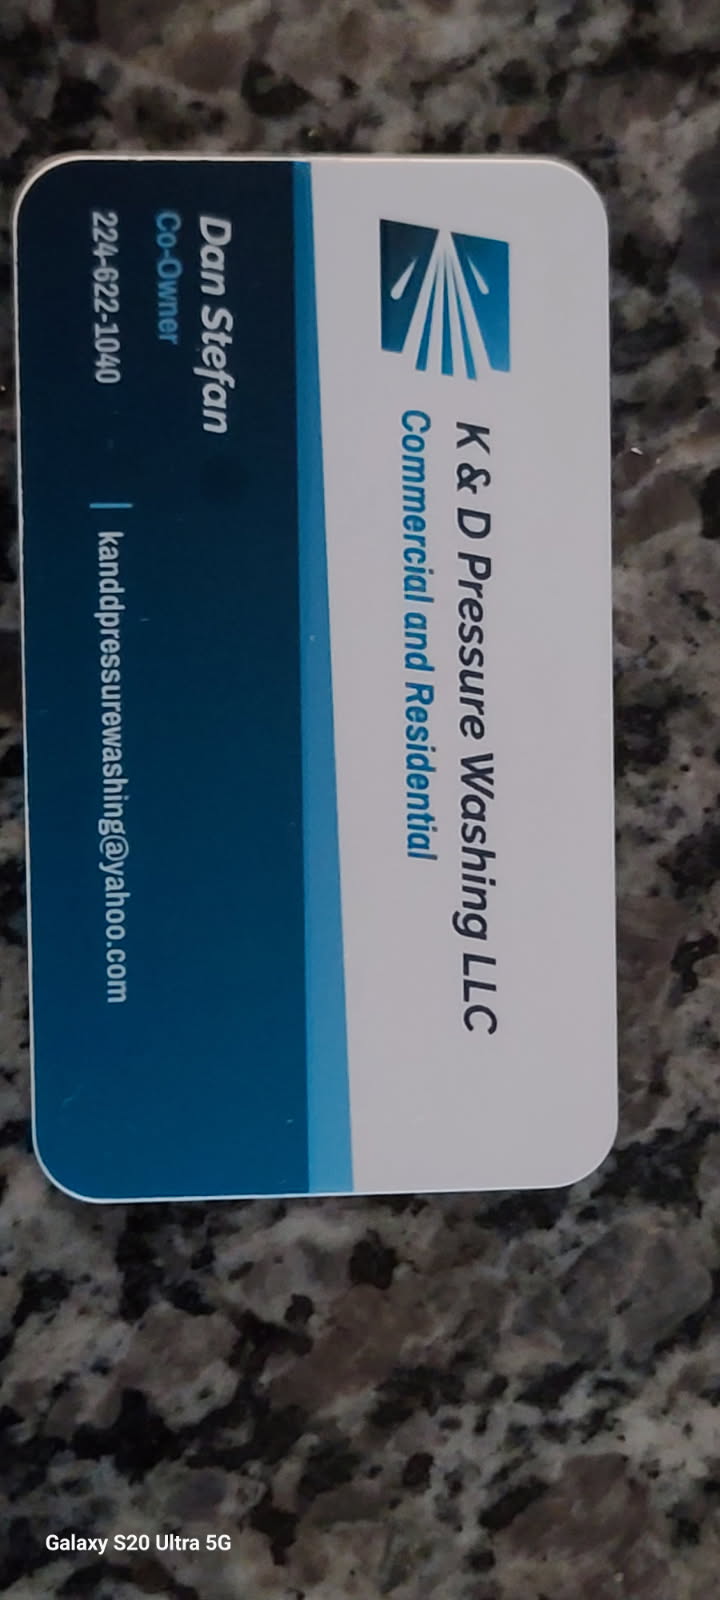 K & D Pressure Washing LLC
Commercial and Residential
Dan Stefan
Co-Owner
224-622-1040 | kanddpressurewashing@yahoo.com
Galaxy S20 Ultra 5G